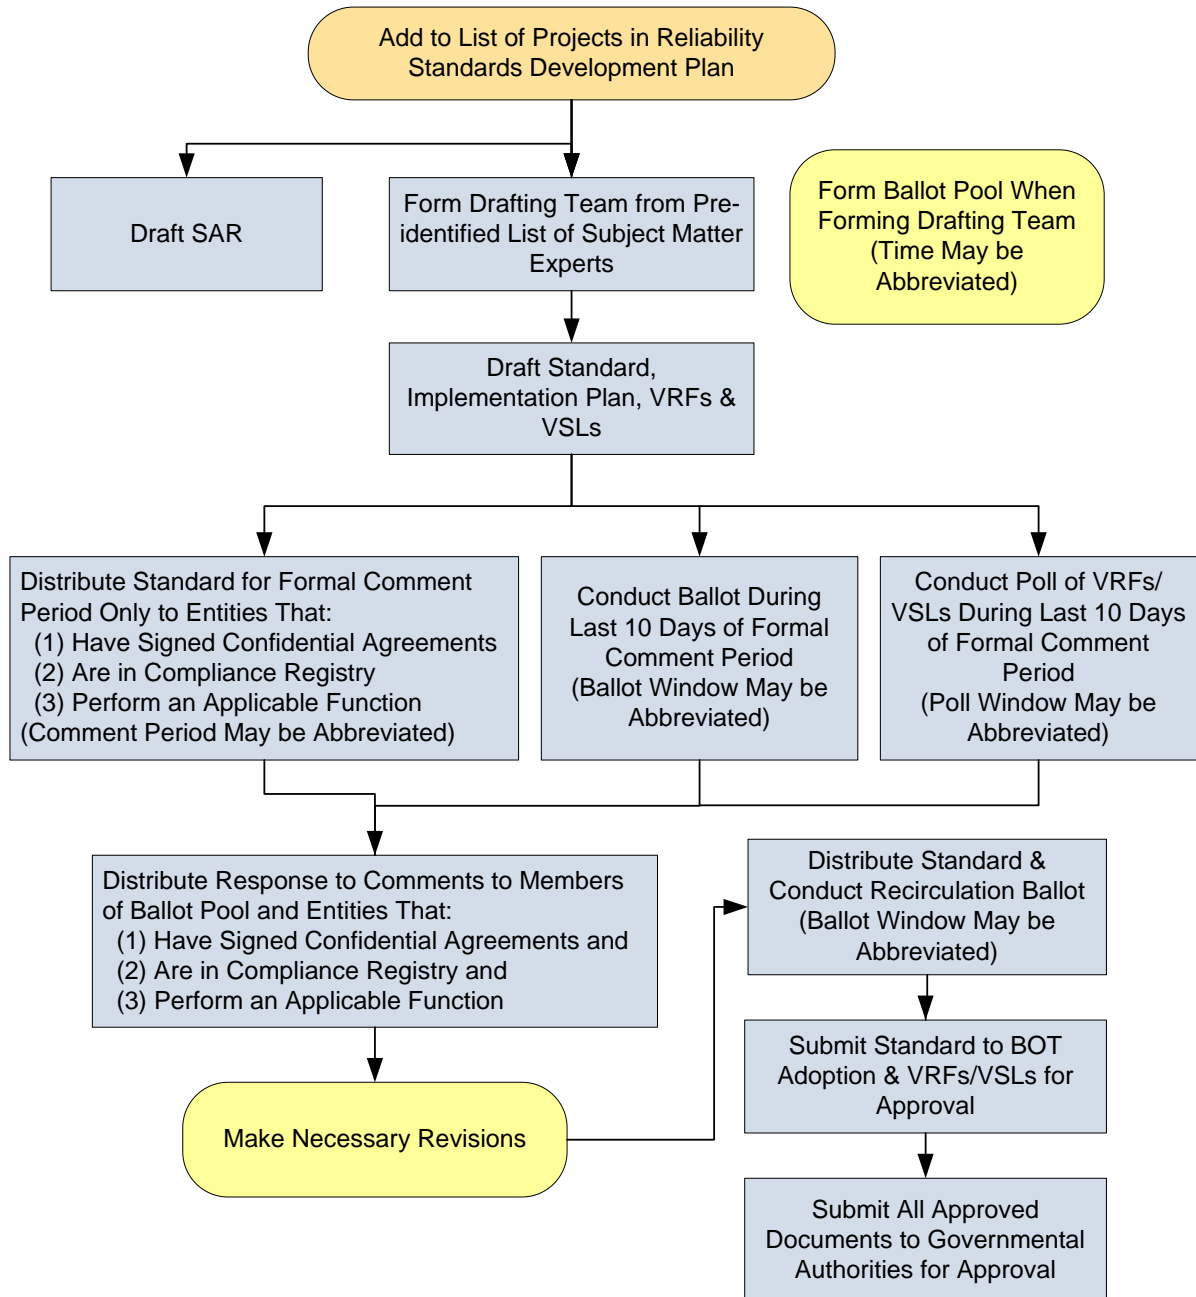 Add to List of Projects in Reliability
Standards Development Plan
Draft SAR
Form Drafting Team from Pre-
identified List of Subject Matter
Experts
Form Ballot Pool When
Forming Drafting Team
(Time May be
Abbreviated)
Draft Standard,
Implementation Plan, VRFs &
VSLs
Distribute Standard for Formal Comment
Period Only to Entities That:
(1) Have Signed Confidential Agreements
(2) Are in Compliance Registry
(3) Perform an Applicable Function
(Comment Period May be Abbreviated)
Conduct Ballot During
Last 10 Days of Formal
Comment Period
(Ballot Window May be
Abbreviated)
Conduct Poll of VRFs/
VSLs During Last 10 Days
of Formal Comment
Period
(Poll Window May be
Abbreviated)
Distribute Response to Comments to Members
of Ballot Pool and Entities That:
(1) Have Signed Confidential Agreements and
(2) Are in Compliance Registry and
(3) Perform an Applicable Function
Make Necessary Revisions
Distribute Standard &
Conduct Recirculation Ballot
(Ballot Window May be
Abbreviated)
Submit Standard to BOT
Adoption & VRFs/VSLs for
Approval
Submit All Approved
Documents to Governmental
Authorities for Approval